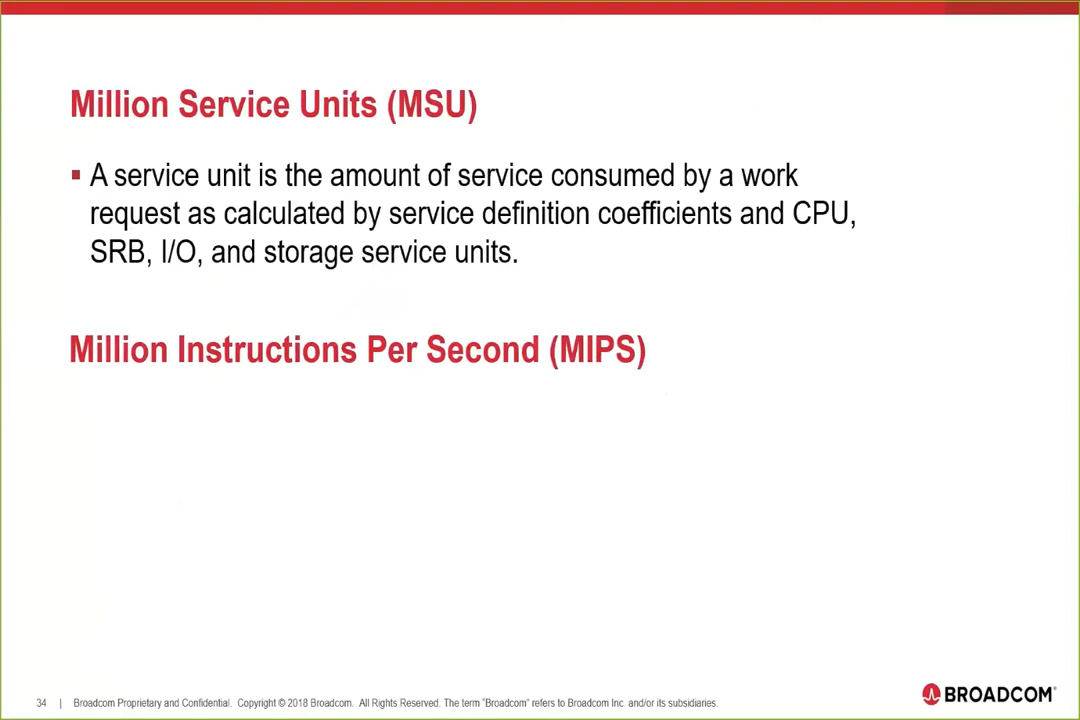 Million Service Units (MSU)
▪ A service unit is the amount of service consumed by a work
request as calculated by service definition coefficients and CPU,
SRB, I/O, and storage service units.
Million Instructions Per Second (MIPS)
34 | Broadcom Proprietary and Confidential. Copyright © 2018 Broadcom. All Rights Reserved. The term "Broadcom" refers to Broadcom Inc. and/or its subsidiaries.
BROADCOM®